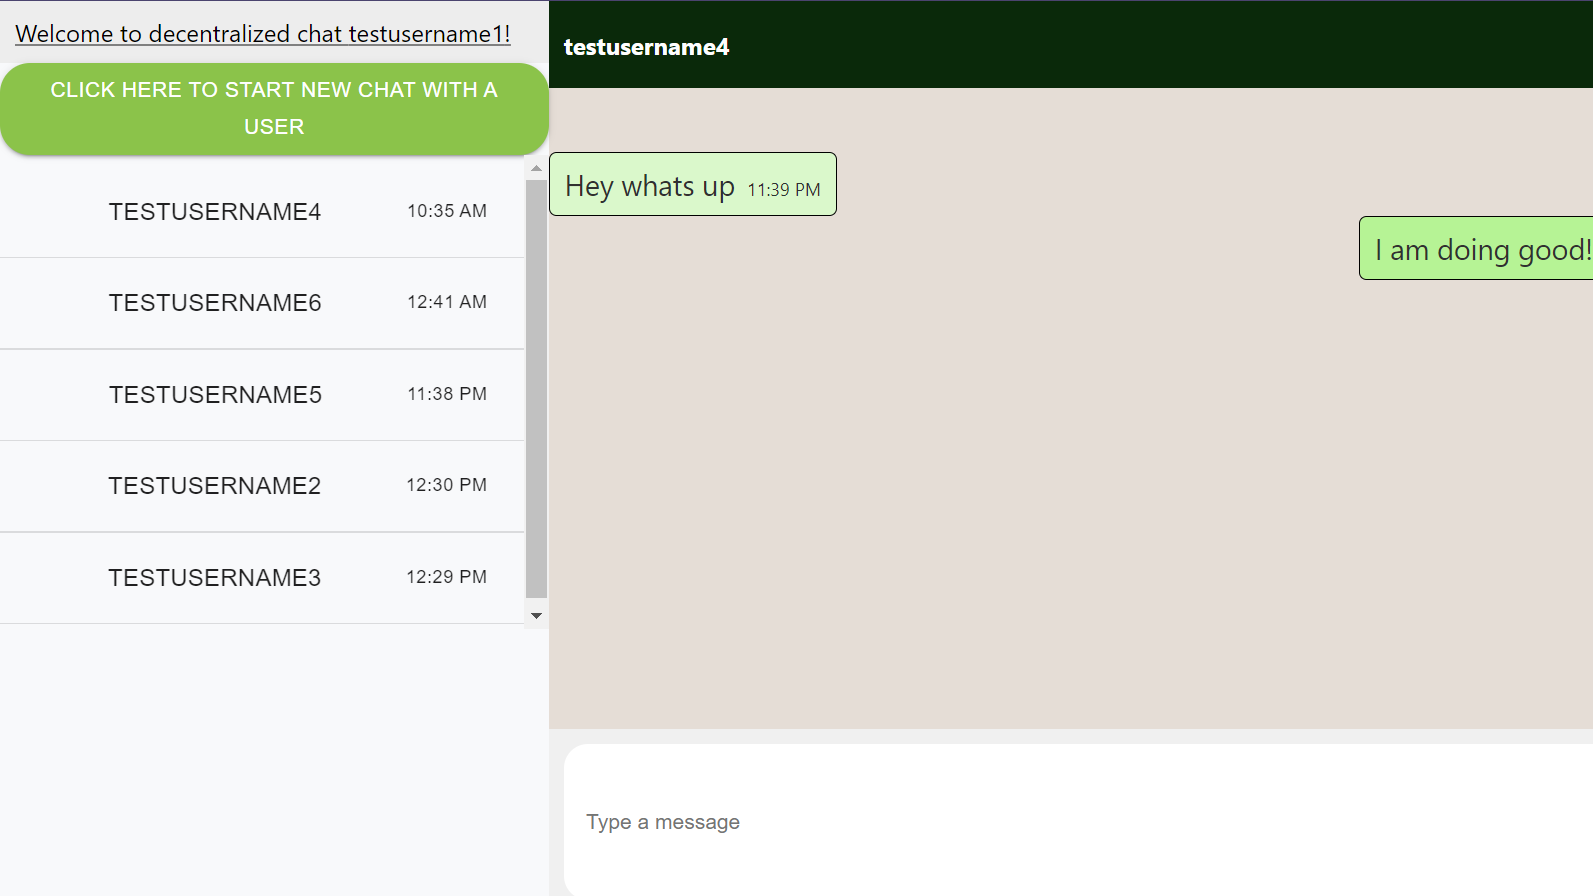 Welcome to decentralized chat testusername1!
CLICK HERE TO START NEW CHAT WITH A
USER
TESTUSERNAME4 10:35 AM
TESTUSERNAME6 12:41 AM
TESTUSERNAME5 11:38 PM
TESTUSERNAME2 12:30 PM
TESTUSERNAME3 12:29 PM
testusername4
Hey whats up 11:39 PM
I am doing good!
Type a message